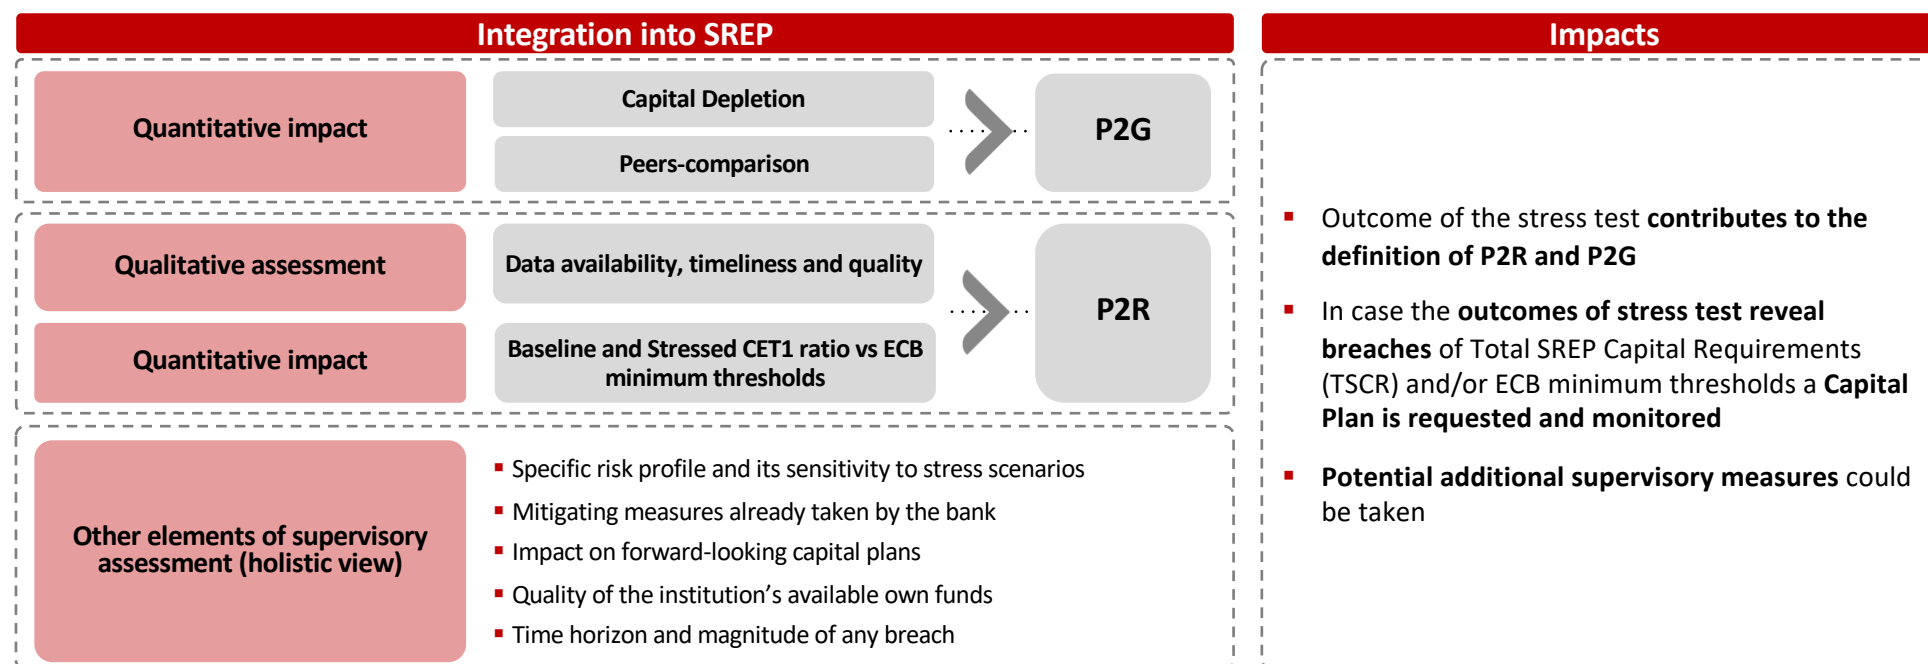 Integration into SREP
Quantitative impact
Capital Depletion
Peers-comparison
P2G
Qualitative assessment
Data availability, timeliness and quality
Quantitative impact
Baseline and Stressed CET1 ratio vs ECB
minimum thresholds
P2R
Other elements of supervisory
assessment (holistic view)
▪ Specific risk profile and its sensitivity to stress scenarios
▪ Mitigating measures already taken by the bank
▪ Impact on forward-looking capital plans
▪ Quality of the institution’s available own funds
▪ Time horizon and magnitude of any breach
Impacts
▪ Outcome of the stress test contributes to the
definition of P2R and P2G
▪ In case the outcomes of stress test reveal
breaches of Total SREP Capital Requirements
(TSCR) and/or ECB minimum thresholds a Capital
Plan is requested and monitored
▪ Potential additional supervisory measures could
be taken